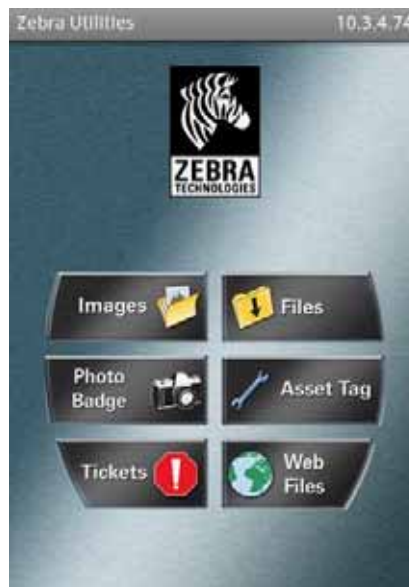 Zebra Utilities 10.3.4.74
ZEBRA
TECHNOLOGIES
Images Files
Photo
Badge
Asset Tag
Tickets
Web
Files